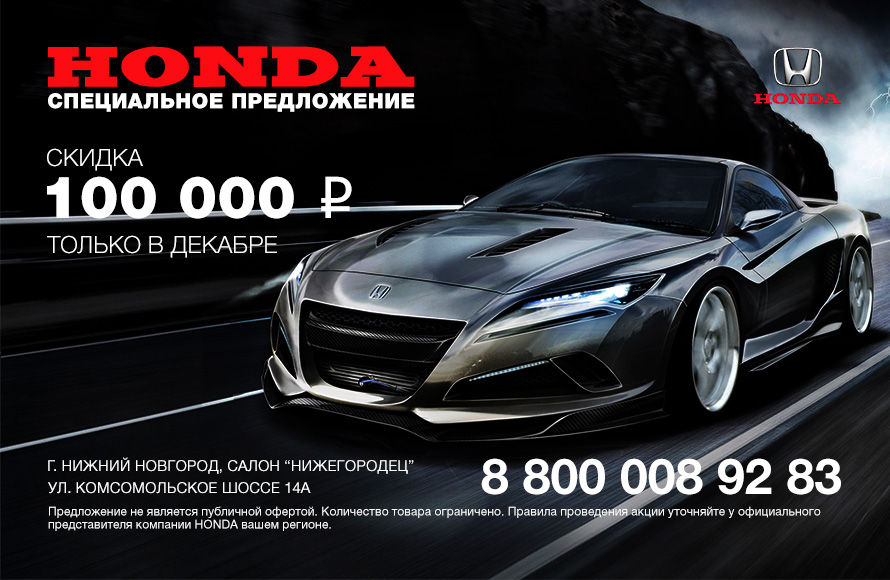 HONDA
СПЕЦИАЛЬНОЕ ПРЕДЛОЖЕНИЕ
HONDA
СКИДКА
100 000 ₽
ТОЛЬКО В ДЕКАБРЕ
Г. НИЖНИЙ НОВГОРОД, САЛОН “НИЖЕГОРОДЕЦ”
УЛ. КОМСОМОЛЬСКОЕ ШОССЕ 14А
8 800 008 92 83
Предложение не является публичной офертой. Количество товара ограничено. Правила проведения акции уточняйте у официального
представителя компании HONDA вашем регионе.